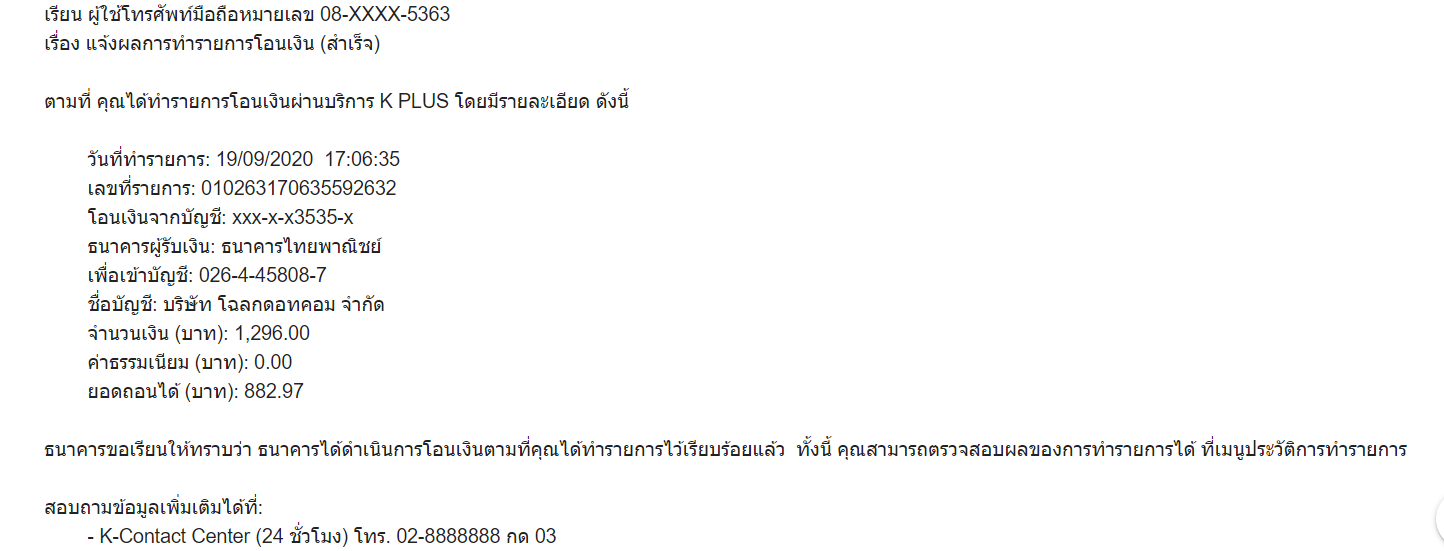 เรียน ผู้ใช้โทรศัพท์มือถือหมายเลข 08-XXXX-5363
เรื่อง แจ้งผลการทำรายการโอนเงิน (สำเร็จ)
ตามที่ คุณได้ทำรายการโอนเงินผ่านบริการ K PLUS โดยมีรายละเอียด ดังนี้
วันที่ทำรายการ: 19/09/2020  17:06:35
เลขที่รายการ: 010263170635592632
โอนเงินจากบัญชี: xxx-x-x3535-x
ธนาคารผู้รับเงิน: ธนาคารไทยพาณิชย์
เพื่อเข้าบัญชี: 026-4-45808-7
ชื่อบัญชี: บริษัท โฉลกดอทคอม จำกัด
จำนวนเงิน (บาท): 1,296.00
ค่าธรรมเนียม (บาท): 0.00
ยอดถอนได้ (บาท): 882.97
ธนาคารขอเรียนให้ทราบว่า ธนาคารได้ดำเนินการโอนเงินตามที่คุณได้ทำรายการไว้เรียบร้อยแล้ว  ทั้งนี้ คุณสามารถตรวจสอบผลของการทำรายการได้ ที่เมนูประวัติการทำรายการ
สอบถามข้อมูลเพิ่มเติมได้ที่:
- K-Contact Center (24 ชั่วโมง) โทร. 02-8888888 กด 03